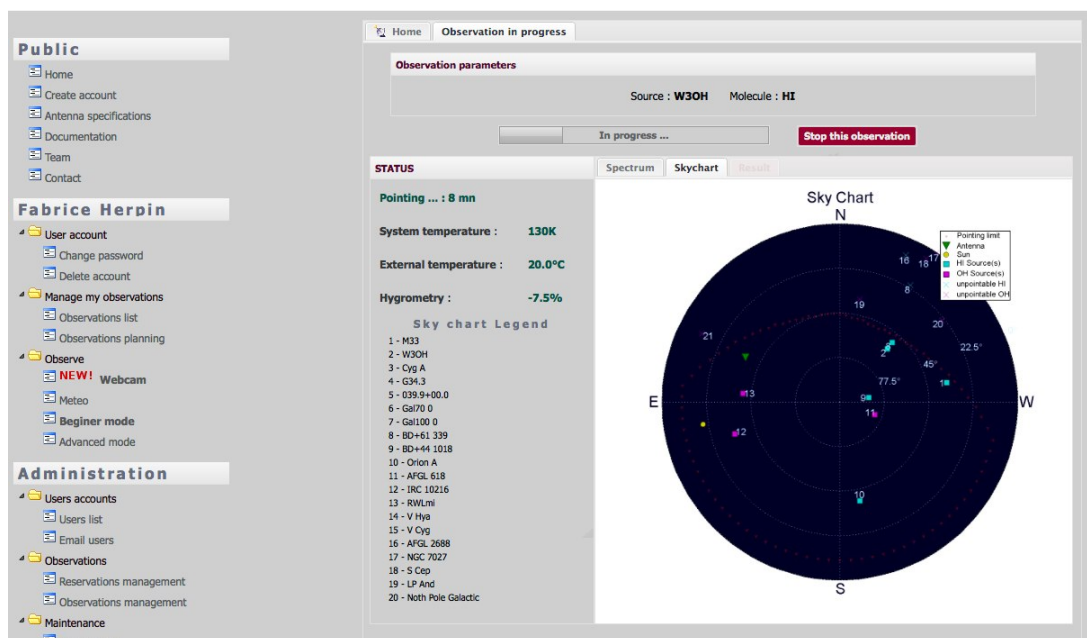 Public
Home
Create account
Antenna specifications
Documentation
Team
Contact
Fabrice Herpin
User account
Change password
Delete account
Manage my observations
Observations list
Observations planning
Observe
NEW! Webcam
Meteo
Beginer mode
Advanced mode
Administration
Users accounts
Users list
Email users
Observations
Reservations management
Observations management
Maintenance
Home
Observation in progress
Observation parameters
Source : W3OH Molecule : HI
In progress ...
Stop this observation
STATUS
Pointing ... : 8 mn
System temperature : 130K
External temperature : 20.0°C
Hygrometry : -7.5%
Sky chart Legend
1 - M33
2 - W3OH
3 - Cyg A
4 - G34.3
5 - 039.9+00.0
6 - Gal70 0
7 - Gal100 0
8 - BD+61 339
9 - BD+44 1018
10 - Orion A
11 - AFGL 618
12 - IRC 10216
13 - RWLmi
14 - V Hya
15 - V Cyg
16 - AFGL 2688
17 - NGC 7027
18 - S Cep
19 - LP And
20 - Noth Pole Galactic
Spectrum
Skychart
Result
Sky Chart
N
Pointing limit
Antenna
Sun
HI Source(s)
OH Source(s)
unpointable HI
unpointable OH
16 18 17
8
19
20
21
2
22.5°
45°
77.5°
1
13
9
E
W
11
12
10
S